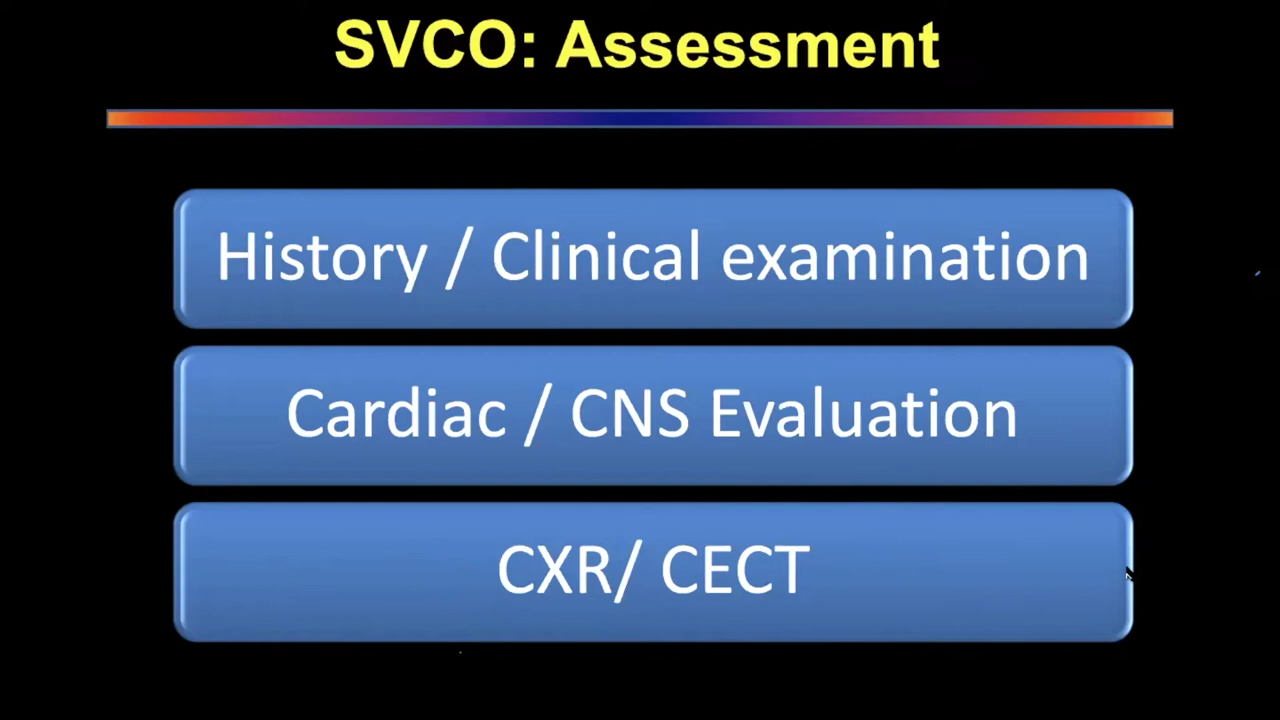 SVCO: Assessment
History / Clinical examination
Cardiac / CNS Evaluation
CXR/ CECT